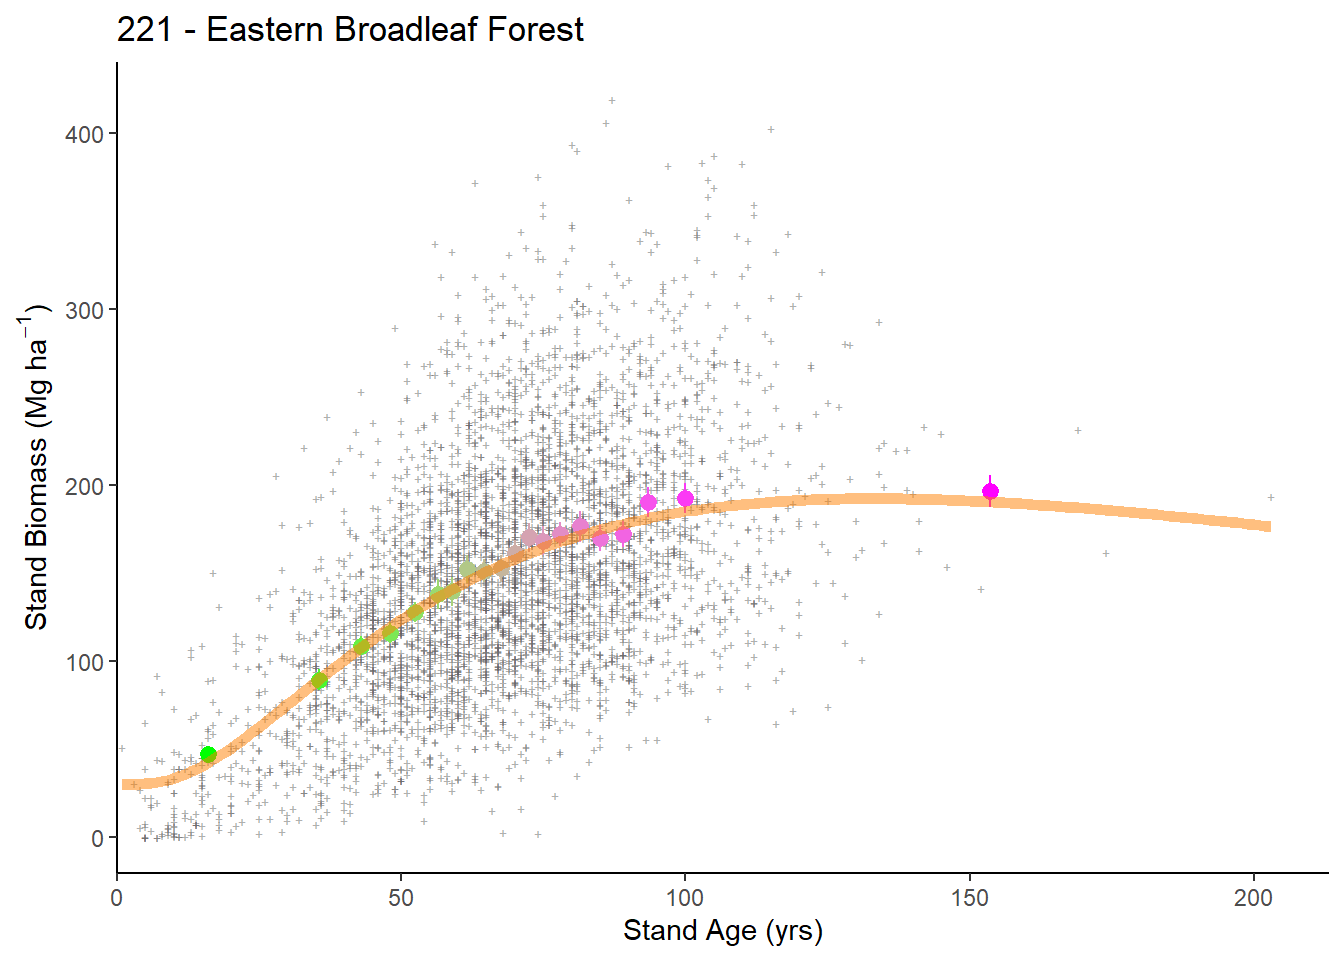 221 - Eastern Broadleaf Forest
Stand Biomass (Mg ha⁻¹)
400
300
200
100
0
0 50 100 150 200
Stand Age (yrs)